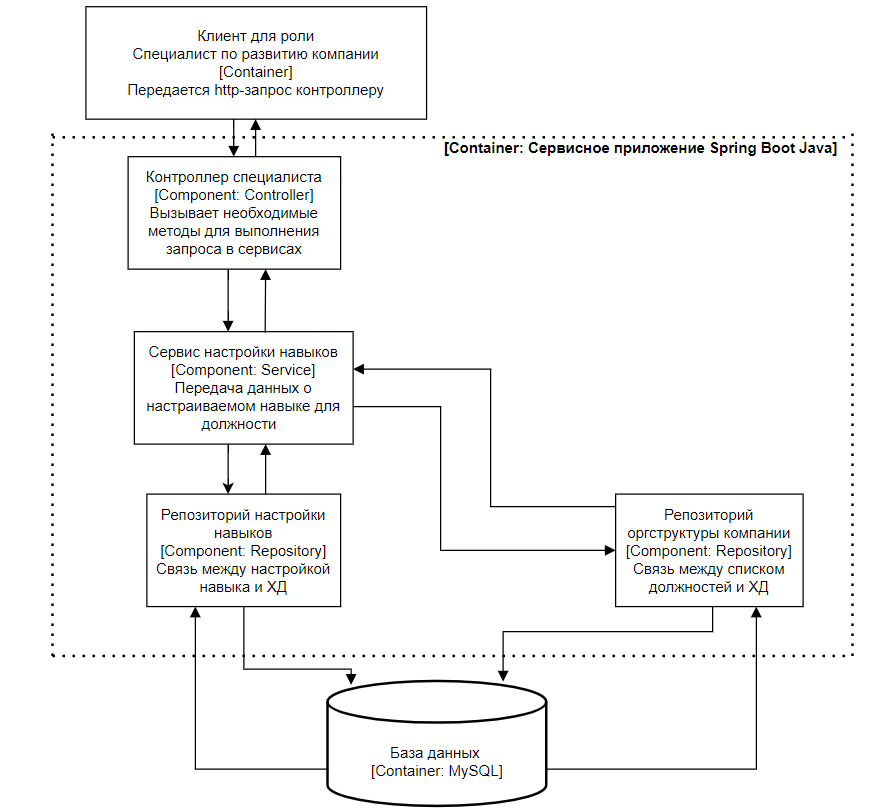 Клиент для роли
Специалист по развитию компании
[Container]
Передается http-запрос контроллеру
[Container: Сервисное приложение Spring Boot Java]
Контроллер специалиста
[Component: Controller]
Вызывает необходимые
методы для выполнения
запроса в сервисах
Сервис настройки навыков
[Component: Service]
Передача данных о
настраиваемом навыке для
должности
Репозиторий настройки
навыков
[Component: Repository]
Связь между настройкой
навыка и ХД
Репозиторий
оргструктуры компании
[Component: Repository]
Связь между списком
должностей и ХД
База данных
[Container: MySQL]